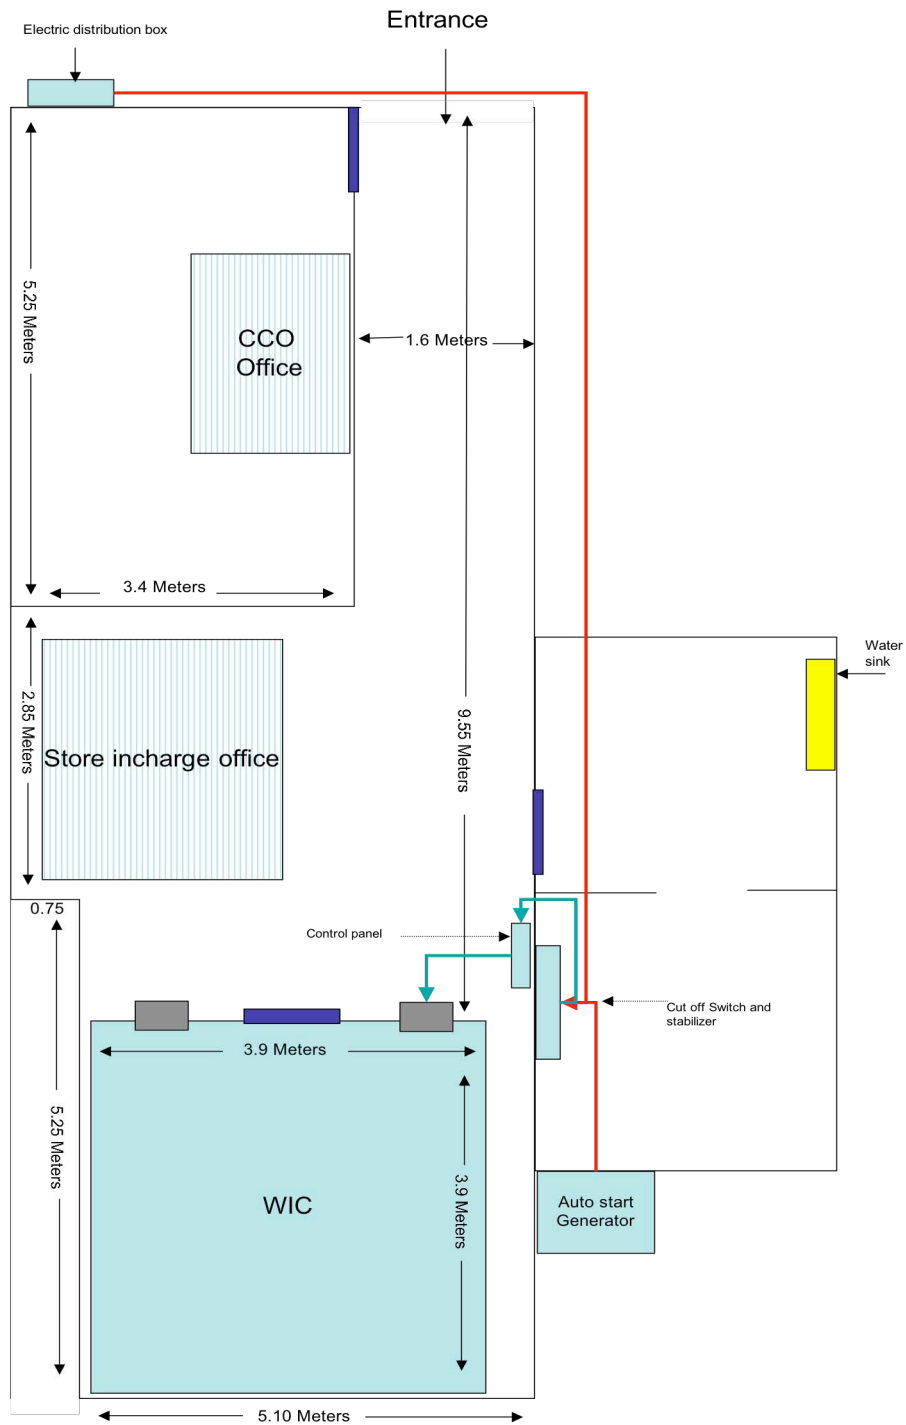 Entrance
Electric distribution box
5.25 Meters
CCO
Office
1.6 Meters
3.4 Meters
Water
sink
2.85 Meters
9.55 Meters
Store incharge office
0.75
Control panel
Cut off Switch and
stabilizer
3.9 Meters
5.25 Meters
3.9 Meters
WIC
Auto start
Generator
5.10 Meters